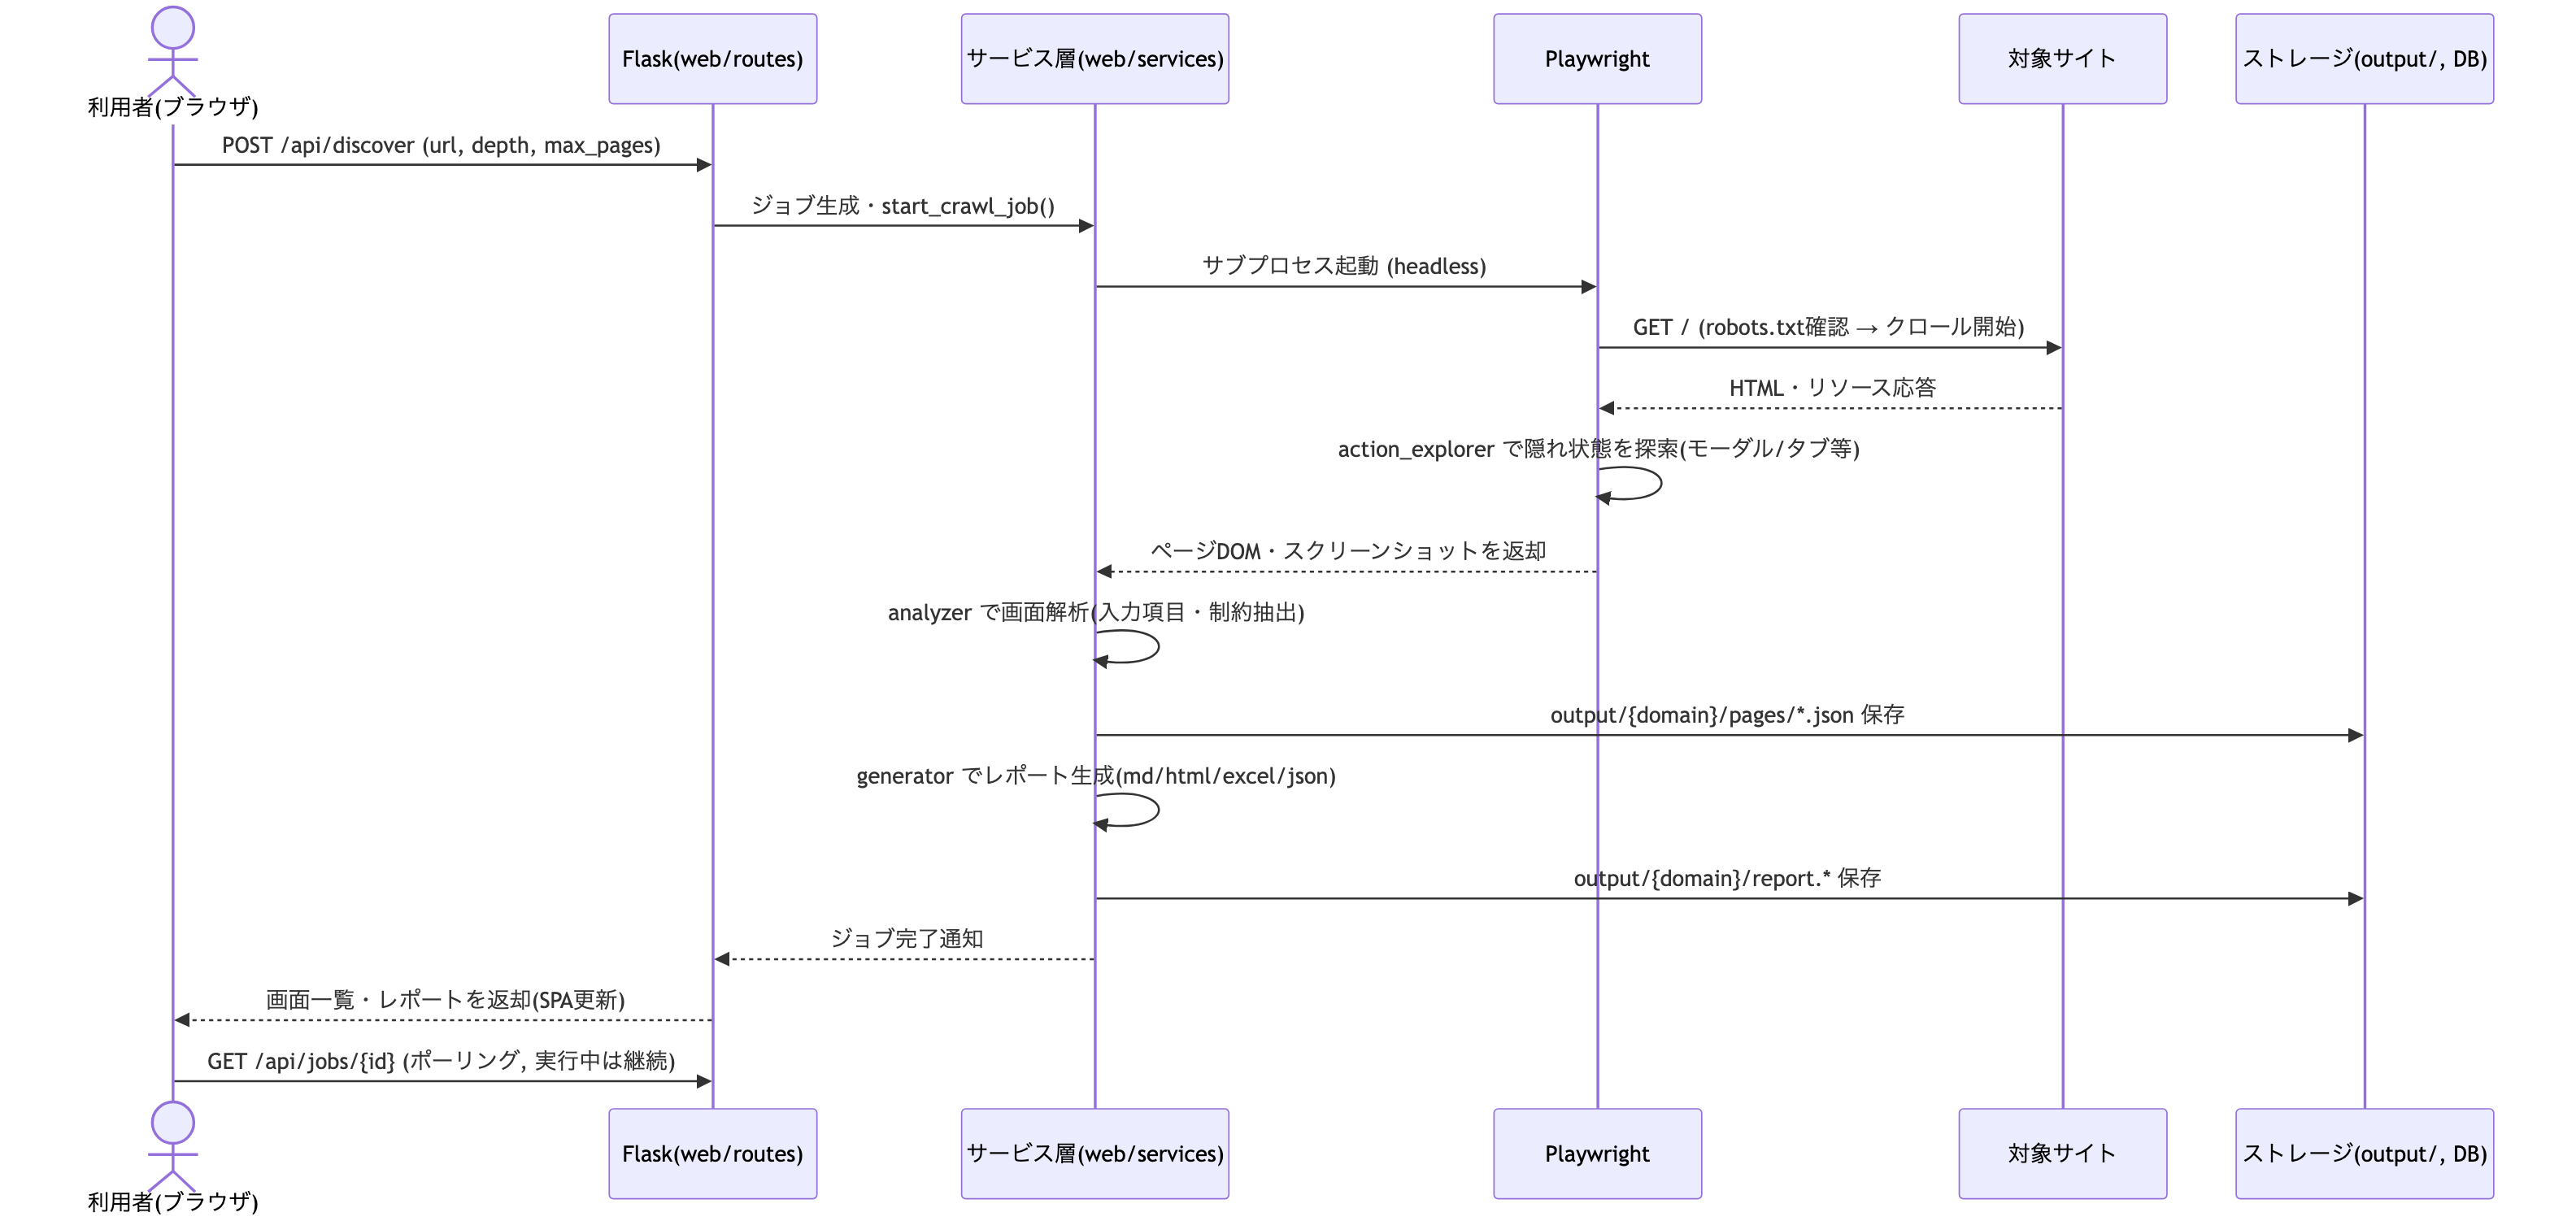 Flask(web/routes)
サービス層(web/services)
Playwright
対象サイト
ストレージ(output/, DB)
利用者(ブラウザ)
POST /api/discover (url, depth, max_pages)
ジョブ生成・start_crawl_job()
サブプロセス起動 (headless)
GET / (robots.txt確認 → クロール開始)
HTML・リソース応答
action_explorer で隠れ状態を探索(モーダル/タブ等)
ページDOM・スクリーンショットを返却
analyzer で画面解析(入力項目・制約抽出)
output/{domain}/pages/*.json 保存
generator でレポート生成(md/html/excel/json)
output/{domain}/report.* 保存
ジョブ完了通知
画面一覧・レポートを返却(SPA更新)
GET /api/jobs/{id} (ポーリング, 実行中は継続)
Flask(web/routes)
サービス層(web/services)
Playwright
対象サイト
ストレージ(output/, DB)
利用者(ブラウザ)